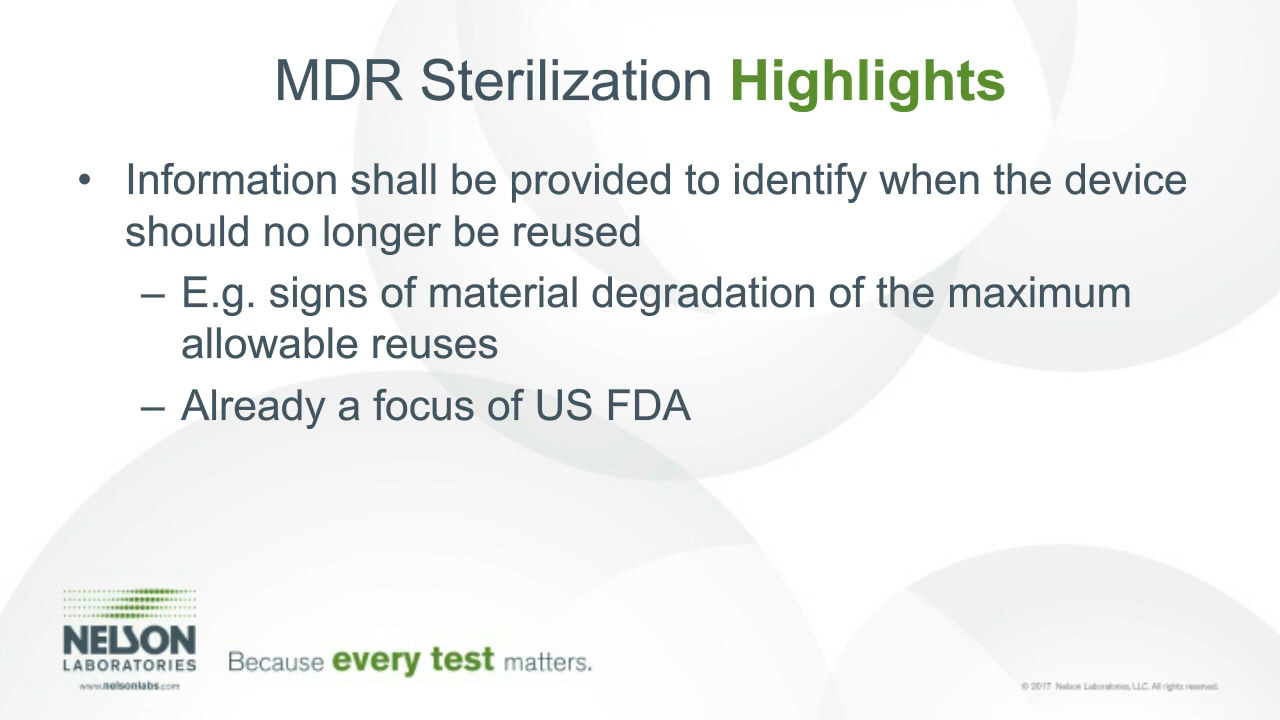 MDR Sterilization Highlights
• Information shall be provided to identify when the device
should no longer be reused
– E.g. signs of material degradation of the maximum
allowable reuses
– Already a focus of US FDA
NELSON
LABORATORIES
www.nelsonlabs.com
Because every test matters.
© 2017 Nelson Laboratories, LLC. All rights reserved.